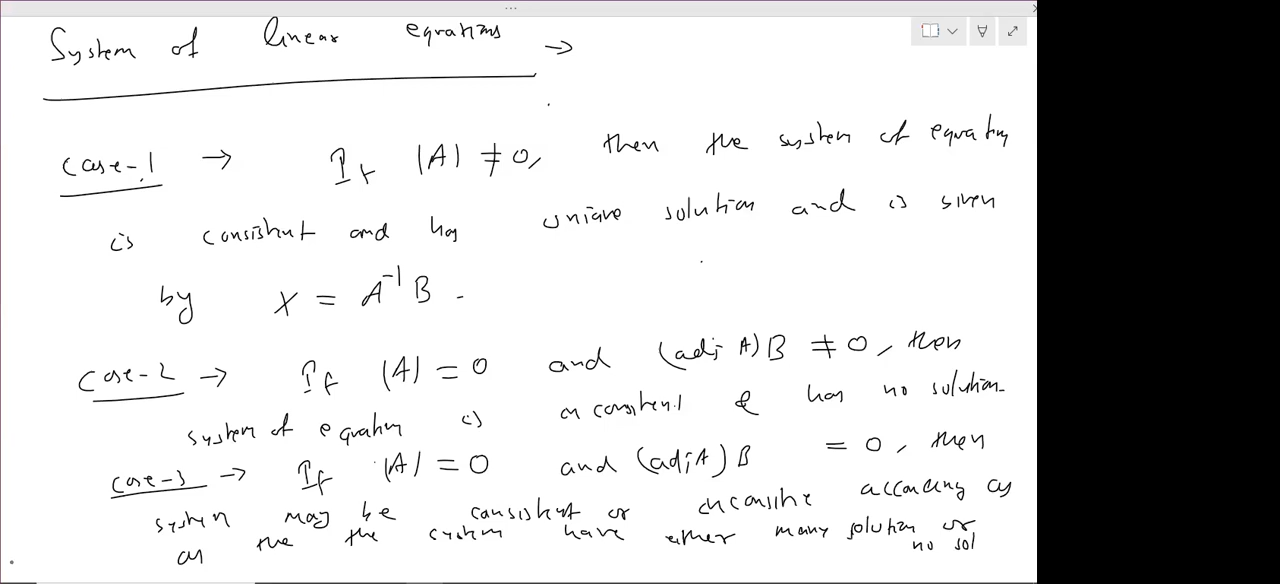 System of linear equations →
Case-1 → If |A| ≠ 0, then the system of equation
is consistent and has unique solution and is given
by X = A⁻¹B.
Case-2 → If |A| = 0 and (adj A)B ≠ 0, then
system of equation is inconsistent & has no solution
Case-3 → If |A| = 0 and (adj A)B = 0, then
system may be consistent or according as
as the the system have either many solution or
no sol